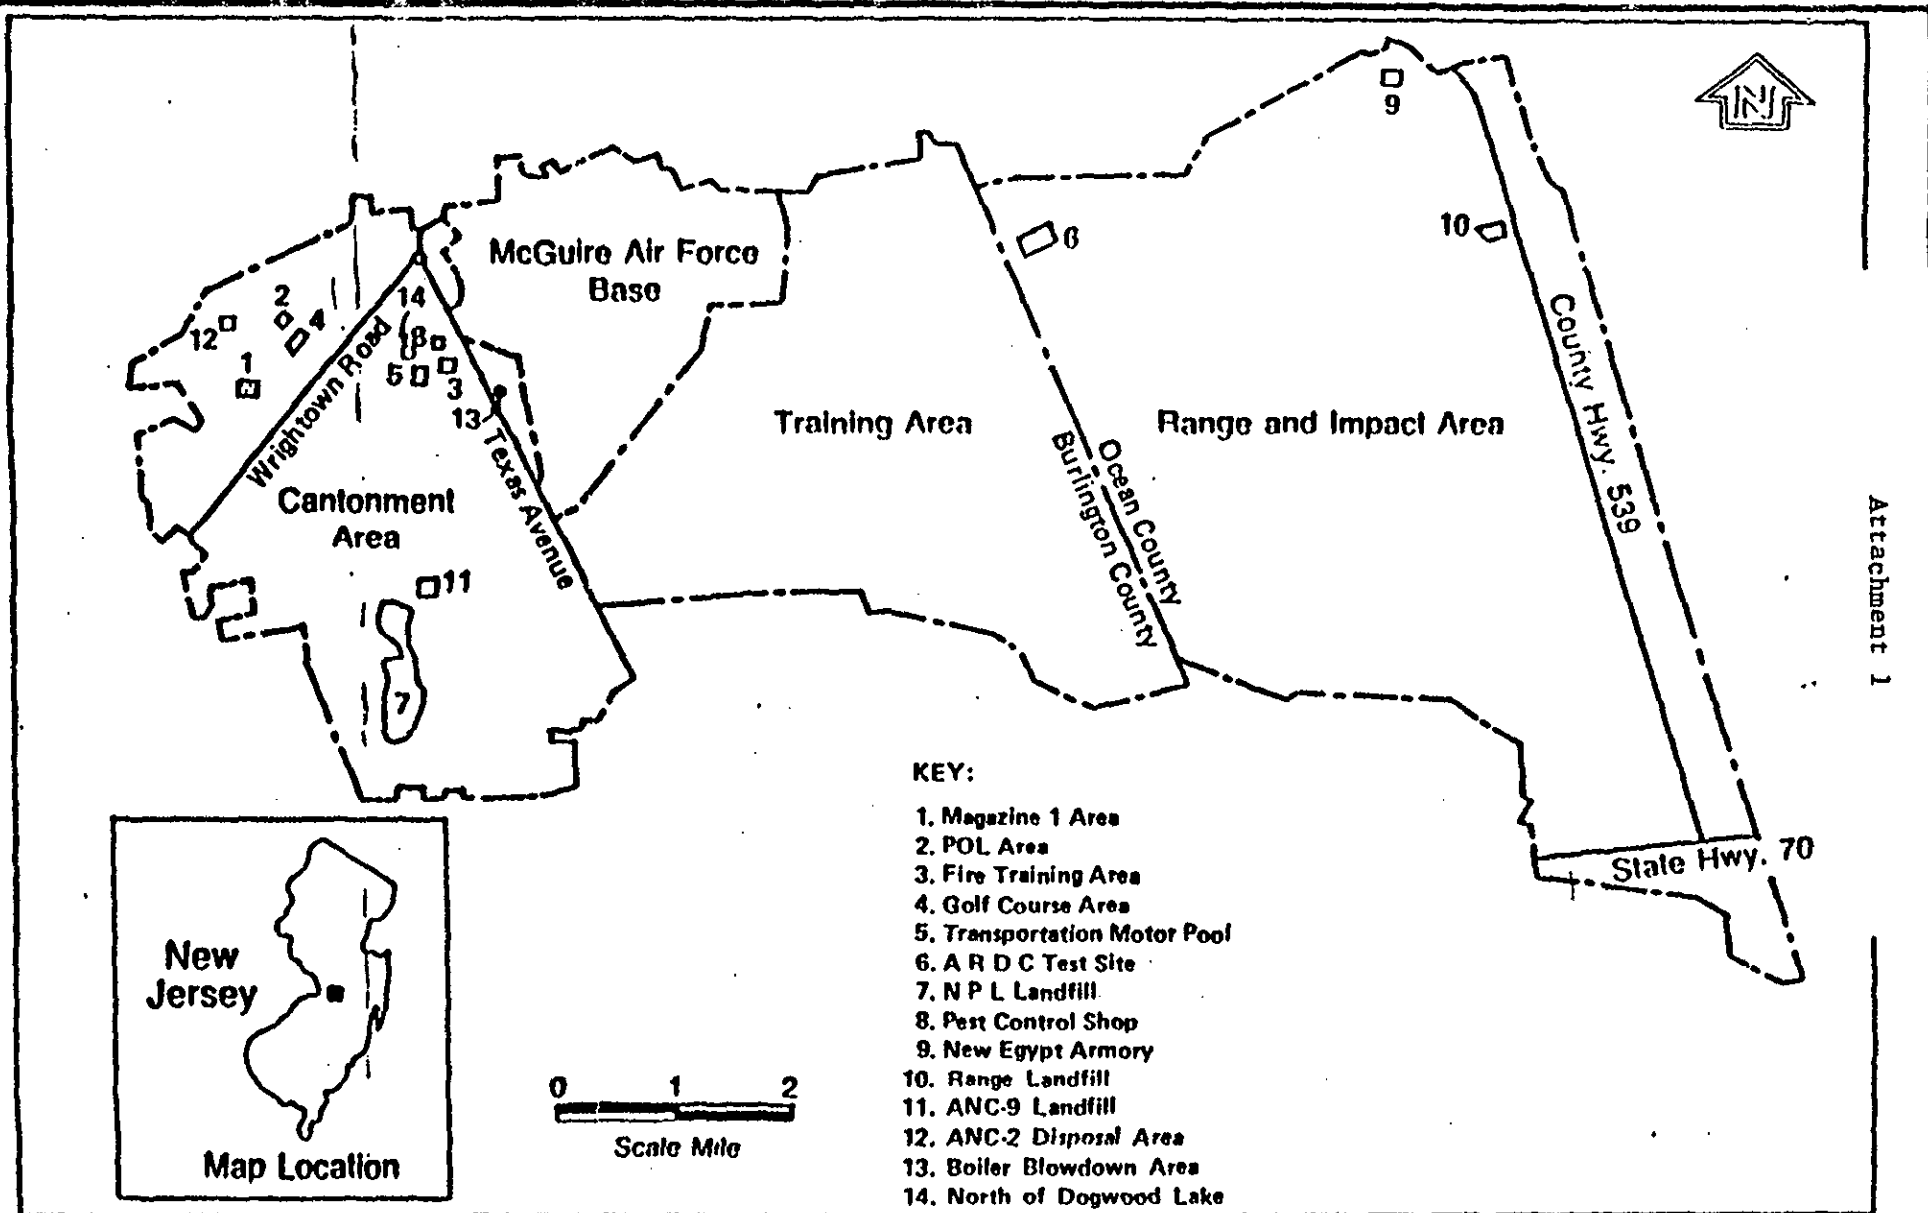 N
9
10
6
McGuire Air Force
Base
14
2
4
12
1
8
5
3
13
Wrightown Road
Texas Avenue
Training Area
Range and Impact Area
County Hwy. 539
Ocean County
Burlington County
Cantonment
Area
11
7
State Hwy. 70
Attachment 1
KEY:
1. Magazine 1 Area
2. POL Area
3. Fire Training Area
4. Golf Course Area
5. Transportation Motor Pool
6. A R D C Test Site
7. N P L Landfill
8. Pest Control Shop
9. New Egypt Armory
10. Range Landfill
11. ANC-9 Landfill
12. ANC-2 Disposal Area
13. Boiler Blowdown Area
14. North of Dogwood Lake
New
Jersey
Map Location
0 1 2
Scale Mile